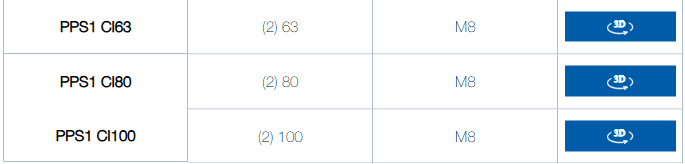 PPS1 CI63 (2) 63 M8 3D
PPS1 CI80 (2) 80 M8 3D
PPS1 CI100 (2) 100 M8 3D